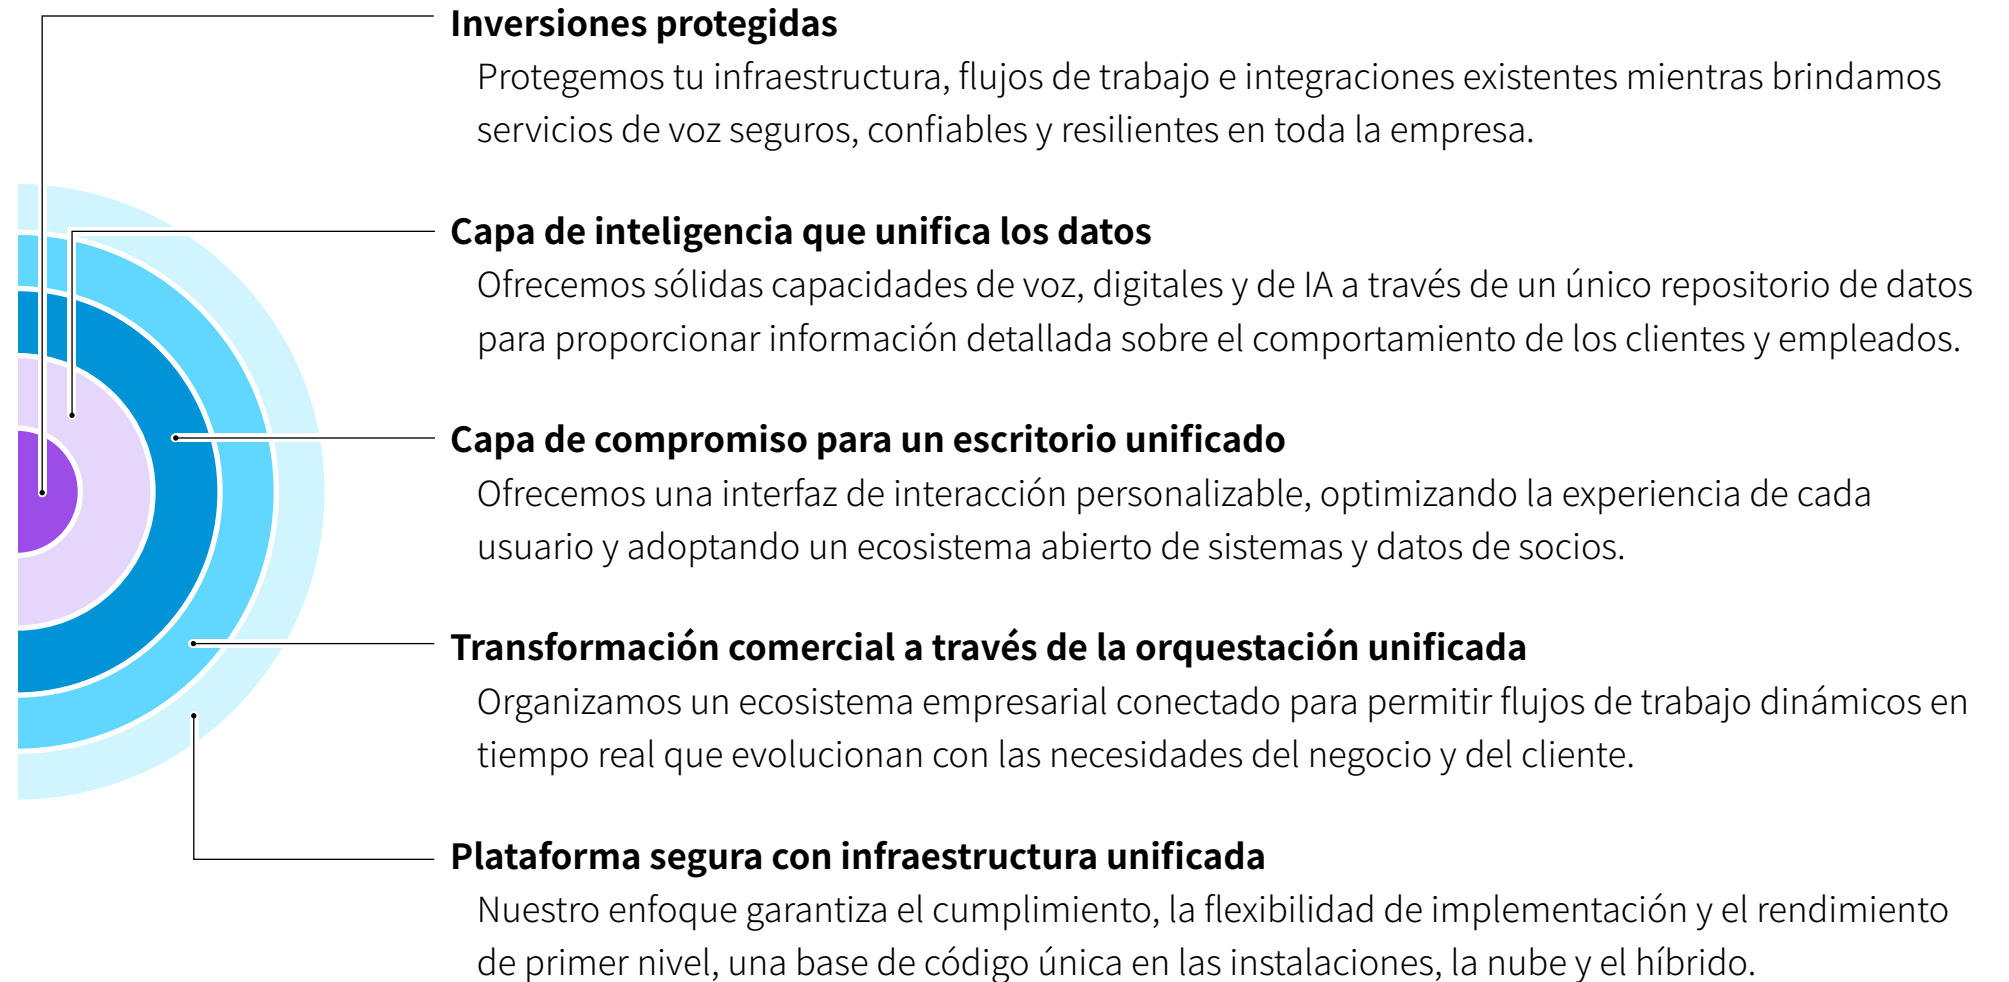 Inversiones protegidas
Protegemos tu infraestructura, flujos de trabajo e integraciones existentes mientras brindamos
servicios de voz seguros, confiables y resilientes en toda la empresa.
Capa de inteligencia que unifica los datos
Ofrecemos sólidas capacidades de voz, digitales y de IA a través de un único repositorio de datos
para proporcionar información detallada sobre el comportamiento de los clientes y empleados.
Capa de compromiso para un escritorio unificado
Ofrecemos una interfaz de interacción personalizable, optimizando la experiencia de cada
usuario y adoptando un ecosistema abierto de sistemas y datos de socios.
Transformación comercial a través de la orquestación unificada
Organizamos un ecosistema empresarial conectado para permitir flujos de trabajo dinámicos en
tiempo real que evolucionan con las necesidades del negocio y del cliente.
Plataforma segura con infraestructura unificada
Nuestro enfoque garantiza el cumplimiento, la flexibilidad de implementación y el rendimiento
de primer nivel, una base de código única en las instalaciones, la nube y el híbrido.